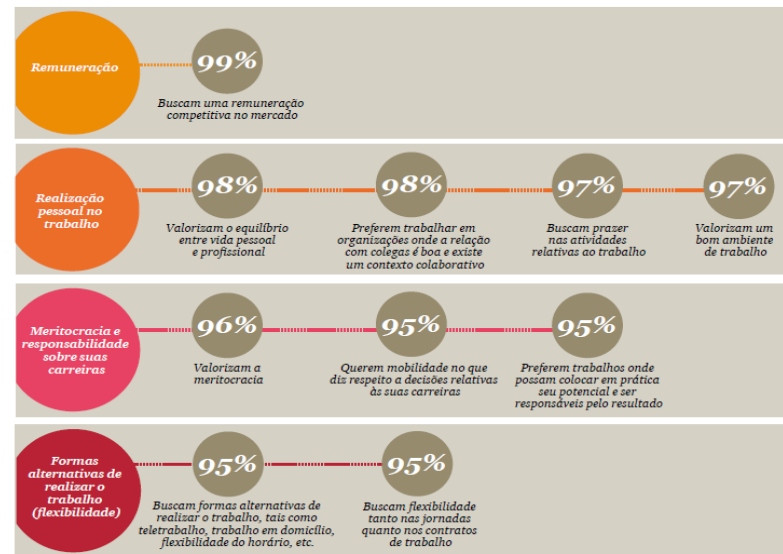 Remuneração
99%
Buscam uma remuneração
competitiva no mercado
Realização
pessoal no
trabalho
98%
Valorizam o equilíbrio
entre vida pessoal
e profissional
98%
Preferem trabalhar em
organizações onde a relação
com colegas é boa e existe
um contexto colaborativo
97%
Buscam prazer
nas atividades
relativas ao trabalho
97%
Valorizam um
bom ambiente
de trabalho
Meritocracia e
responsabilidade
sobre suas
carreiras
96%
Valorizam a
meritocracia
95%
Querem mobilidade no que
diz respeito a decisões relativas
às suas carreiras
95%
Preferem trabalhos onde
possam colocar em prática
seu potencial e ser
responsáveis pelo resultado
Formas
alternativas de
realizar o
trabalho
(flexibilidade)
95%
Buscam formas alternativas de
realizar o trabalho, tais como
teletrabalho, trabalho em domicílio,
flexibilidade do horário, etc.
95%
Buscam flexibilidade
tanto nas jornadas
quanto nos contratos
de trabalho